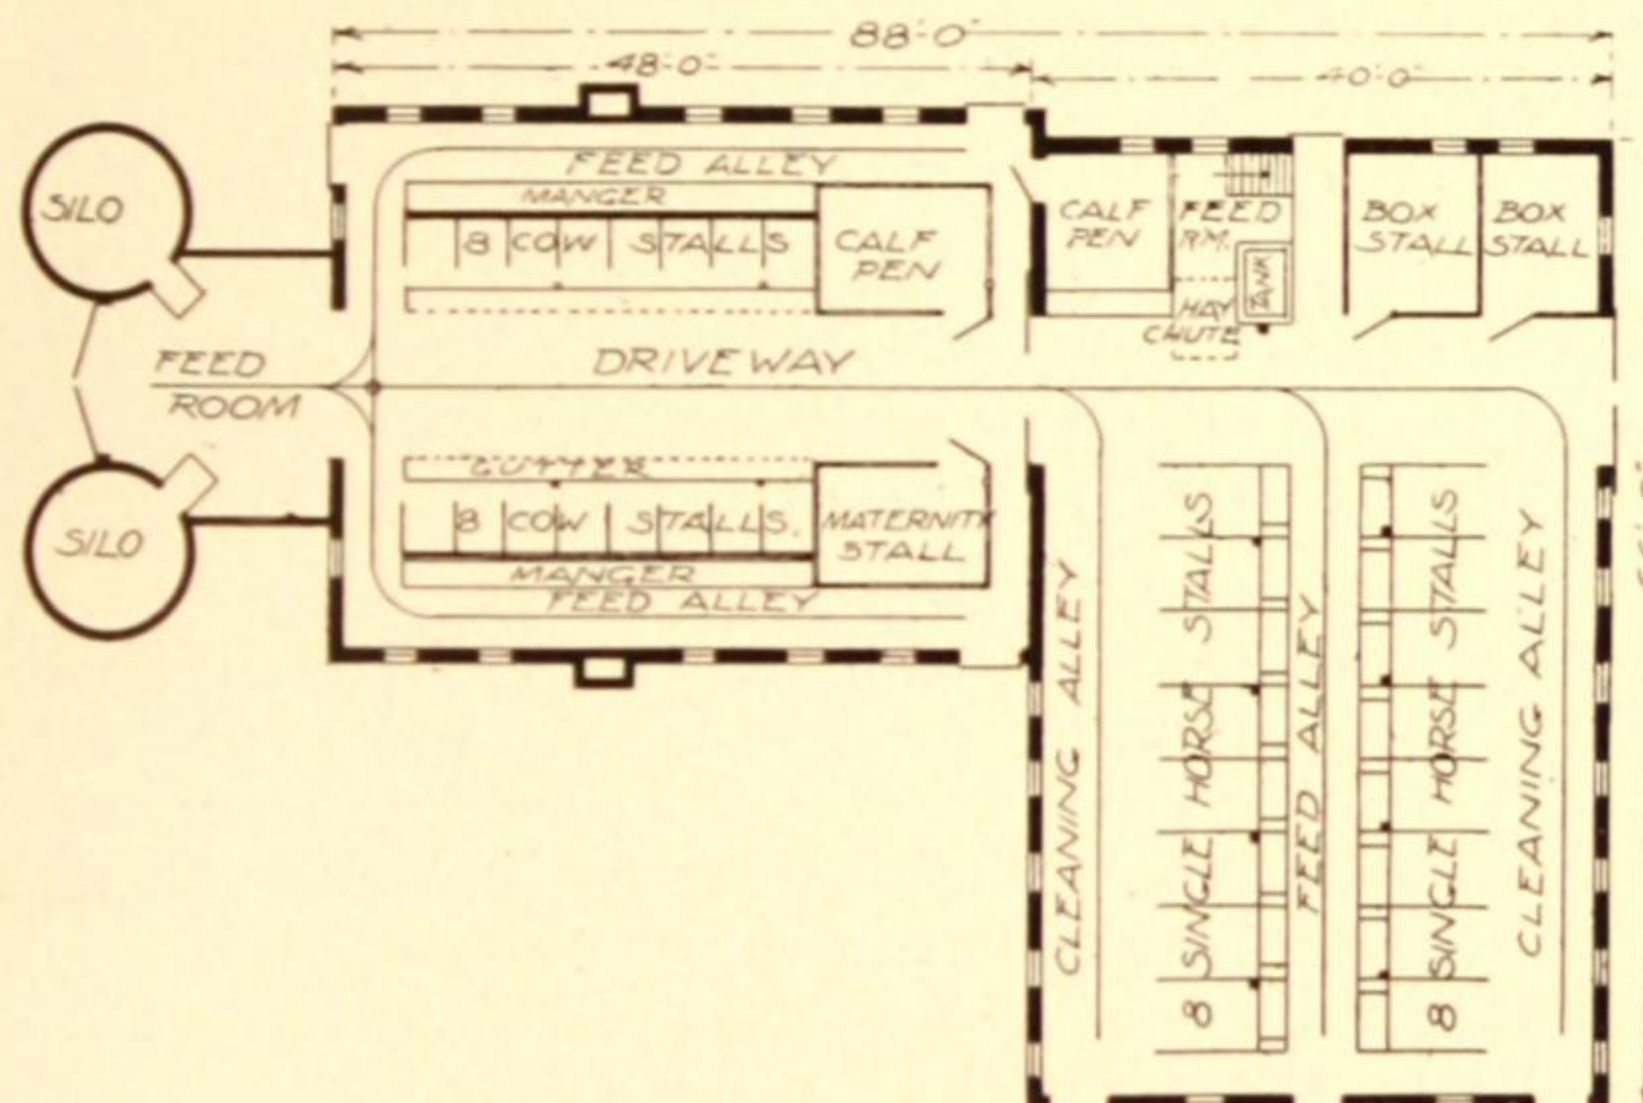 88'-0"
48'-0"
40'-0"
FEED ALLEY
MANGER
8 COW STALLS
CALF
PEN
CALF
PEN
FEED
RM.
TANK
HAY
CHUTE
BOX
STALL
BOX
STALL
SILO
FEED
ROOM
DRIVEWAY
SILO
GUTTER
8 COW STALLS.
MANGER
FEED ALLEY
MATERNITY
STALL
CLEANING ALLEY
8 SINGLE HORSE STALLS
FEED ALLEY
8 SINGLE HORSE STALLS
CLEANING ALLEY